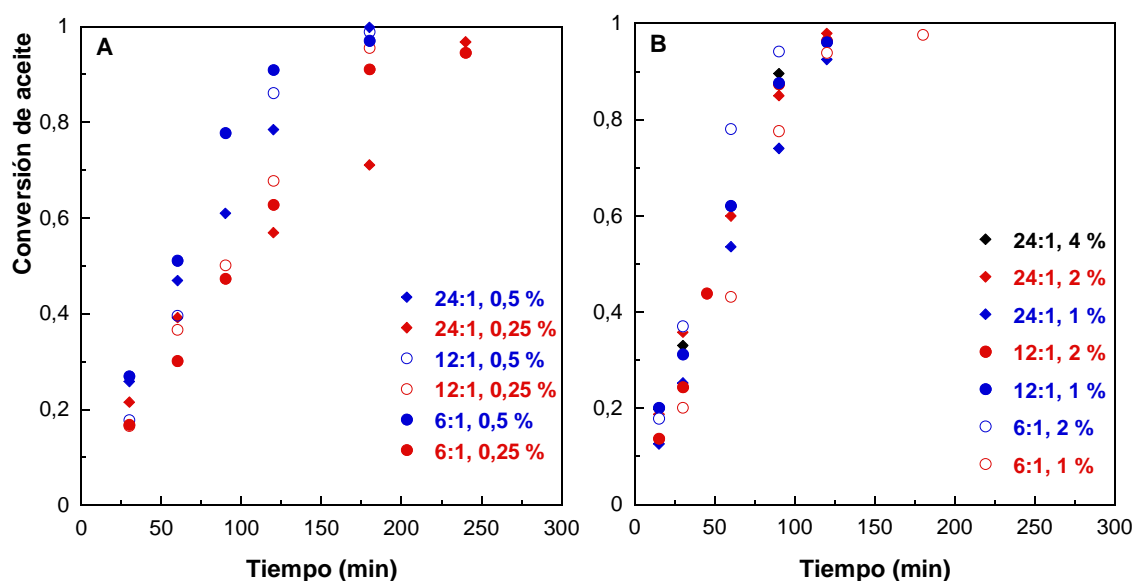 A
Conversión de aceite
1
0,8
0,6
0,4
0,2
0
0 50 100 150 200 250 300
Tiempo (min)
24:1, 0,5 %
24:1, 0,25 %
12:1, 0,5 %
12:1, 0,25 %
6:1, 0,5 %
6:1, 0,25 %
B
1
0,8
0,6
0,4
0,2
0
0 50 100 150 200 250 300
Tiempo (min)
24:1, 4 %
24:1, 2 %
24:1, 1 %
12:1, 2 %
12:1, 1 %
6:1, 2 %
6:1, 1 %